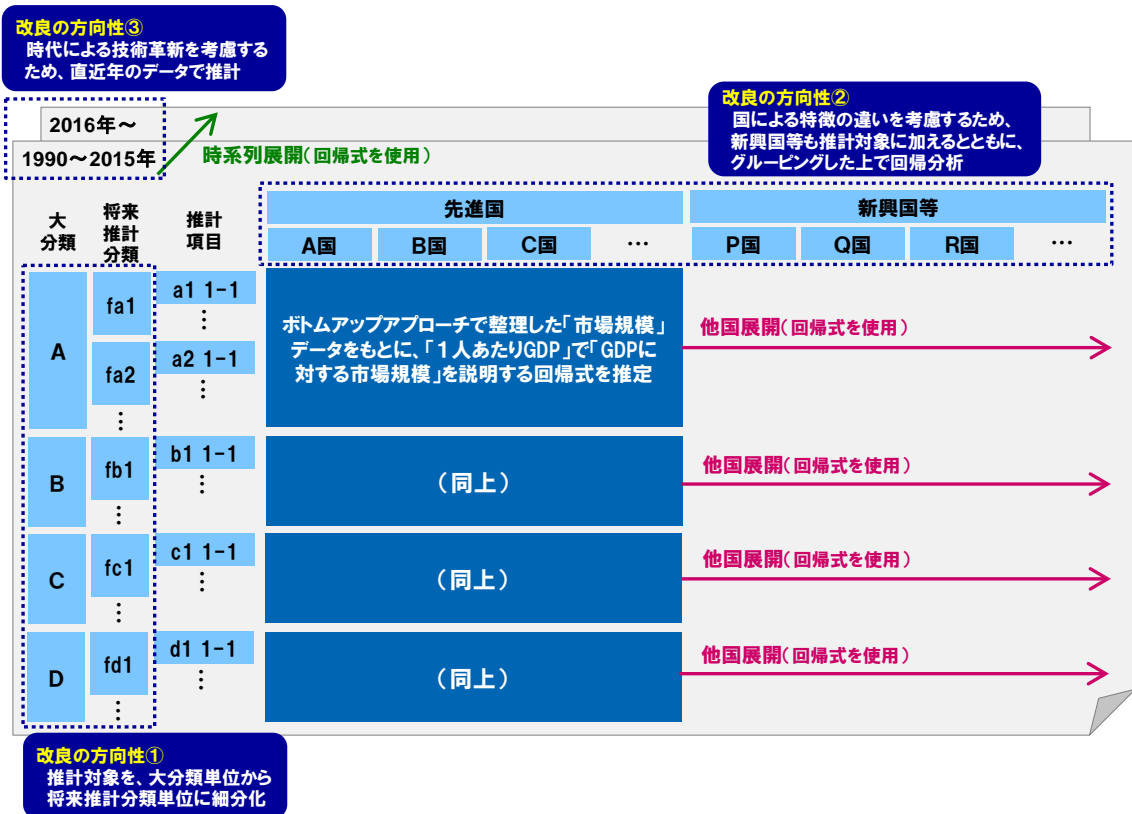 改良の方向性③
時代による技術革新を考慮する
ため、直近年のデータで推計
改良の方向性②
国による特徴の違いを考慮するため、
新興国等も推計対象に加えるとともに、
グルーピングした上で回帰分析
2016年～
1990～2015年
時系列展開(回帰式を使用)
大
分類
将来
推計
分類
推計
項目
先進国
新興国等
A国
B国
C国
…
P国
Q国
R国
…
A
fa1
a1 1-1
⋮
fa2
a2 1-1
⋮
⋮
ボトムアップアプローチで整理した「市場規模」
データをもとに、「1人あたりGDP」で「GDPに
対する市場規模」を説明する回帰式を推定
他国展開(回帰式を使用)
B
fb1
b1 1-1
⋮
⋮
(同上)
他国展開(回帰式を使用)
C
fc1
c1 1-1
⋮
⋮
(同上)
他国展開(回帰式を使用)
D
fd1
d1 1-1
⋮
⋮
(同上)
他国展開(回帰式を使用)
改良の方向性①
推計対象を、大分類単位から
将来推計分類単位に細分化